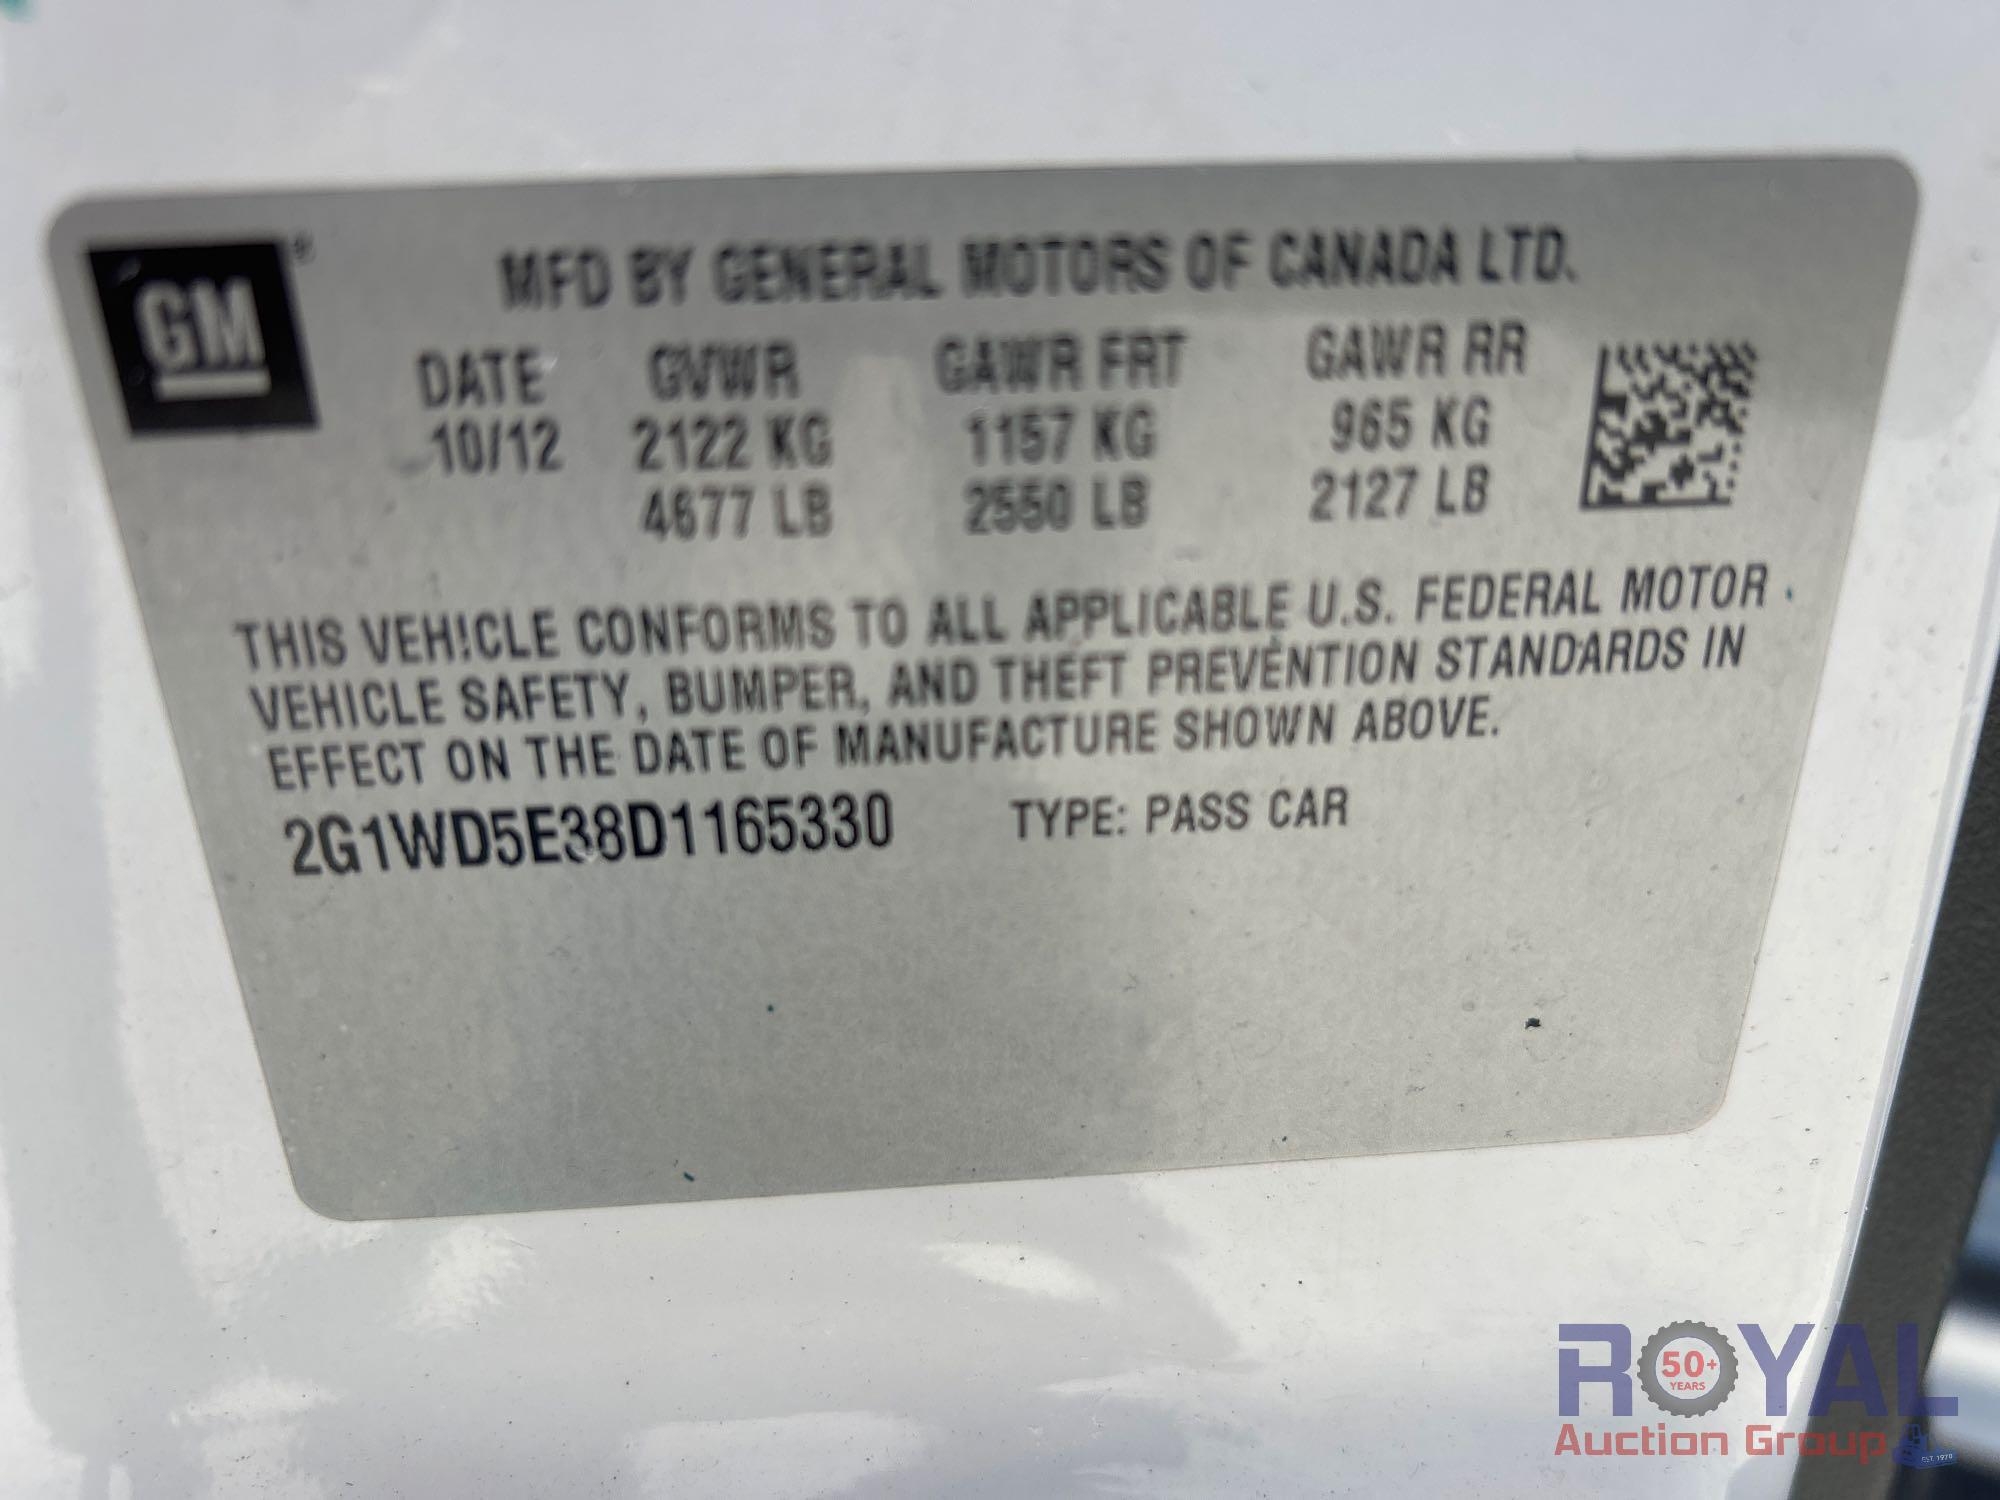 GM
MFD BY GENERAL MOTORS OF CANADA LTD.
DATE GVWR GAWR FRT GAWR RR
10/12 2122 KG 1157 KG 965 KG
4677 LB 2550 LB 2127 LB
THIS VEHICLE CONFORMS TO ALL APPLICABLE U.S. FEDERAL MOTOR
VEHICLE SAFETY, BUMPER, AND THEFT PREVENTION STANDARDS IN
EFFECT ON THE DATE OF MANUFACTURE SHOWN ABOVE.
2G1WD5E38D1165330 TYPE: PASS CAR
ROYAL
50+
YEARS
Auction Group
EST. 1970